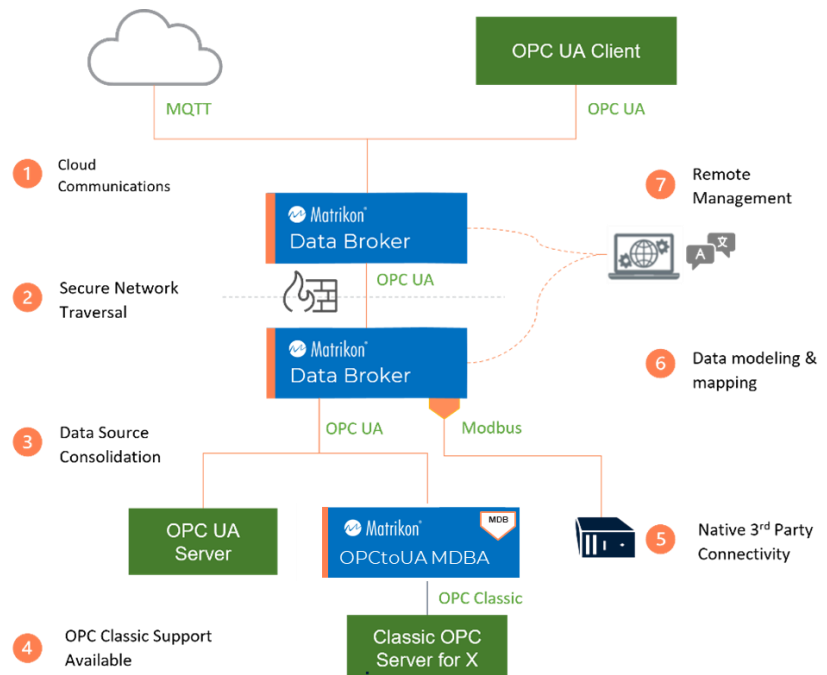 OPC UA Client
MQTT
OPC UA
1
Cloud
Communications
7
Remote
Management
Matrikon®
Data Broker
A
文
OPC UA
2
Secure Network
Traversal
Matrikon®
Data Broker
6
Data modeling &
mapping
OPC UA
Modbus
3
Data Source
Consolidation
OPC UA
Server
Matrikon®
MDB
OPCtoUA MDBA
5
Native 3rd Party
Connectivity
OPC Classic
4
OPC Classic Support
Available
Classic OPC
Server for X